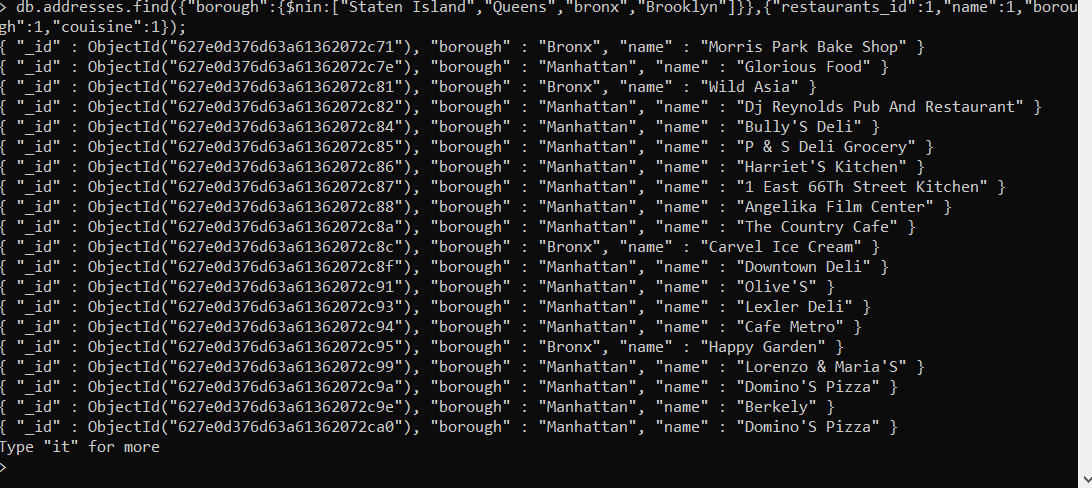 > db.addresses.find({"borough":{$nin:["Staten Island","Queens","bronx","Brooklyn"]}},{"restaurants_id":1,"name":1,"borou
gh":1,"couisine":1});
{ "_id" : ObjectId("627e0d376d63a61362072c71"), "borough" : "Bronx", "name" : "Morris Park Bake Shop" }
{ "_id" : ObjectId("627e0d376d63a61362072c7e"), "borough" : "Manhattan", "name" : "Glorious Food" }
{ "_id" : ObjectId("627e0d376d63a61362072c81"), "borough" : "Bronx", "name" : "Wild Asia" }
{ "_id" : ObjectId("627e0d376d63a61362072c82"), "borough" : "Manhattan", "name" : "Dj Reynolds Pub And Restaurant" }
{ "_id" : ObjectId("627e0d376d63a61362072c84"), "borough" : "Manhattan", "name" : "Bully'S Deli" }
{ "_id" : ObjectId("627e0d376d63a61362072c85"), "borough" : "Manhattan", "name" : "P & S Deli Grocery" }
{ "_id" : ObjectId("627e0d376d63a61362072c86"), "borough" : "Manhattan", "name" : "Harriet'S Kitchen" }
{ "_id" : ObjectId("627e0d376d63a61362072c87"), "borough" : "Manhattan", "name" : "1 East 66Th Street Kitchen" }
{ "_id" : ObjectId("627e0d376d63a61362072c88"), "borough" : "Manhattan", "name" : "Angelika Film Center" }
{ "_id" : ObjectId("627e0d376d63a61362072c8a"), "borough" : "Manhattan", "name" : "The Country Cafe" }
{ "_id" : ObjectId("627e0d376d63a61362072c8c"), "borough" : "Bronx", "name" : "Carvel Ice Cream" }
{ "_id" : ObjectId("627e0d376d63a61362072c8f"), "borough" : "Manhattan", "name" : "Downtown Deli" }
{ "_id" : ObjectId("627e0d376d63a61362072c91"), "borough" : "Manhattan", "name" : "Olive'S" }
{ "_id" : ObjectId("627e0d376d63a61362072c93"), "borough" : "Manhattan", "name" : "Lexler Deli" }
{ "_id" : ObjectId("627e0d376d63a61362072c94"), "borough" : "Manhattan", "name" : "Cafe Metro" }
{ "_id" : ObjectId("627e0d376d63a61362072c95"), "borough" : "Bronx", "name" : "Happy Garden" }
{ "_id" : ObjectId("627e0d376d63a61362072c99"), "borough" : "Manhattan", "name" : "Lorenzo & Maria'S" }
{ "_id" : ObjectId("627e0d376d63a61362072c9a"), "borough" : "Manhattan", "name" : "Domino'S Pizza" }
{ "_id" : ObjectId("627e0d376d63a61362072c9e"), "borough" : "Manhattan", "name" : "Berkely" }
{ "_id" : ObjectId("627e0d376d63a61362072ca0"), "borough" : "Manhattan", "name" : "Domino'S Pizza" }
Type "it" for more
>